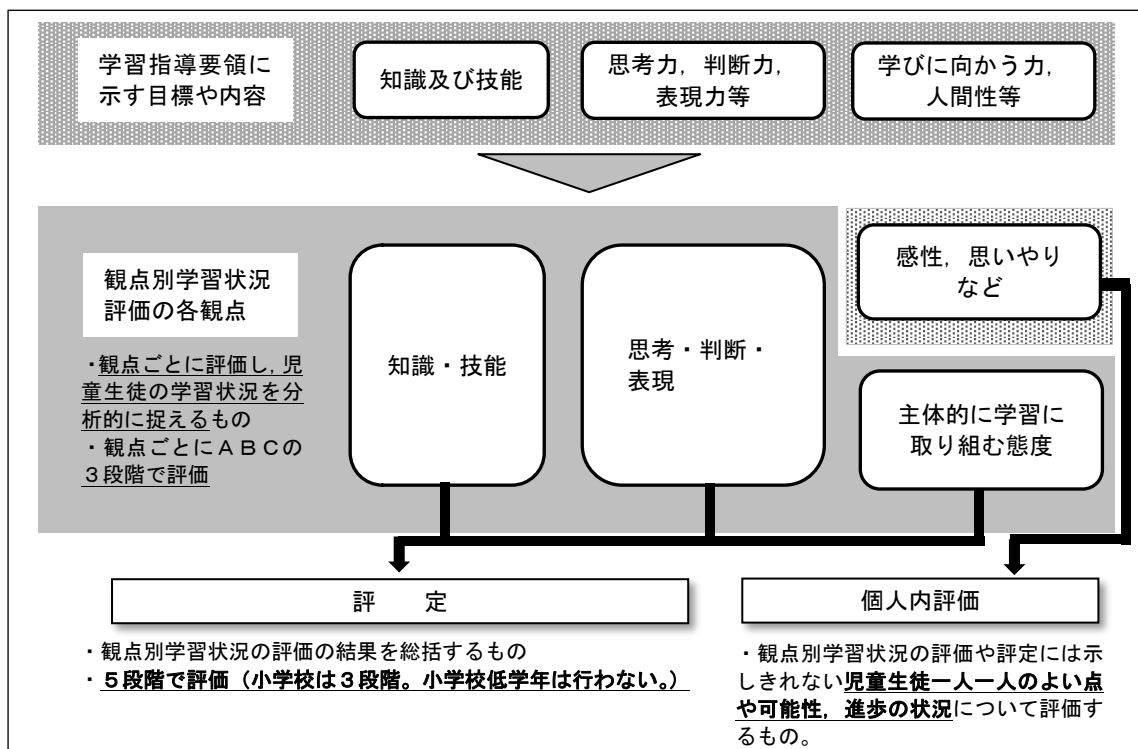 学習指導要領に
示す目標や内容
知識及び技能
思考力，判断力，
表現力等
学びに向かう力，
人間性等
観点別学習状況
評価の各観点
・観点ごとに評価し，児
童生徒の学習状況を分
析的に捉えるもの
・観点ごとにＡＢＣの
３段階で評価
知識・技能
思考・判断・
表現
感性，思いやり
など
主体的に学習に
取り組む態度
評　定
・観点別学習状況の評価の結果を総括するもの
・５段階で評価（小学校は３段階。小学校低学年は行わない。）
個人内評価
・観点別学習状況の評価や評定には示
しきれない児童生徒一人一人のよい点
や可能性，進歩の状況について評価す
るもの。